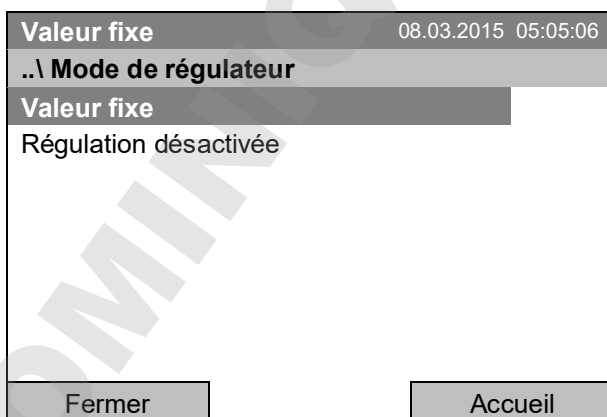 Valeur fixe 08.03.2015 05:05:06
..\ Mode de régulateur
Valeur fixe
Régulation désactivée
Fermer Accueil